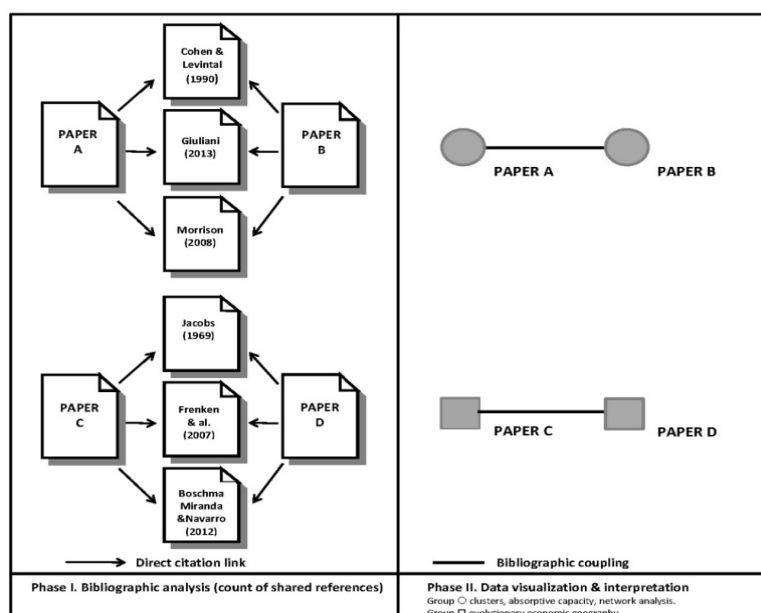 Cohen &
Levintal
(1990)
PAPER
A
Giuliani
(2013)
PAPER
B
Morrison
(2008)
PAPER A
PAPER B
Jacobs
(1969)
PAPER
C
Frenken
& al.
(2007)
PAPER
D
Boschma
Miranda
&Navarro
(2012)
PAPER C
PAPER D
Direct citation link
Bibliographic coupling
Phase I. Bibliographic analysis (count of shared references)
Phase II. Data visualization & interpretation
Group ○ clusters, absorptive capacity, network analysis.
Group □ evolutionary economic geography